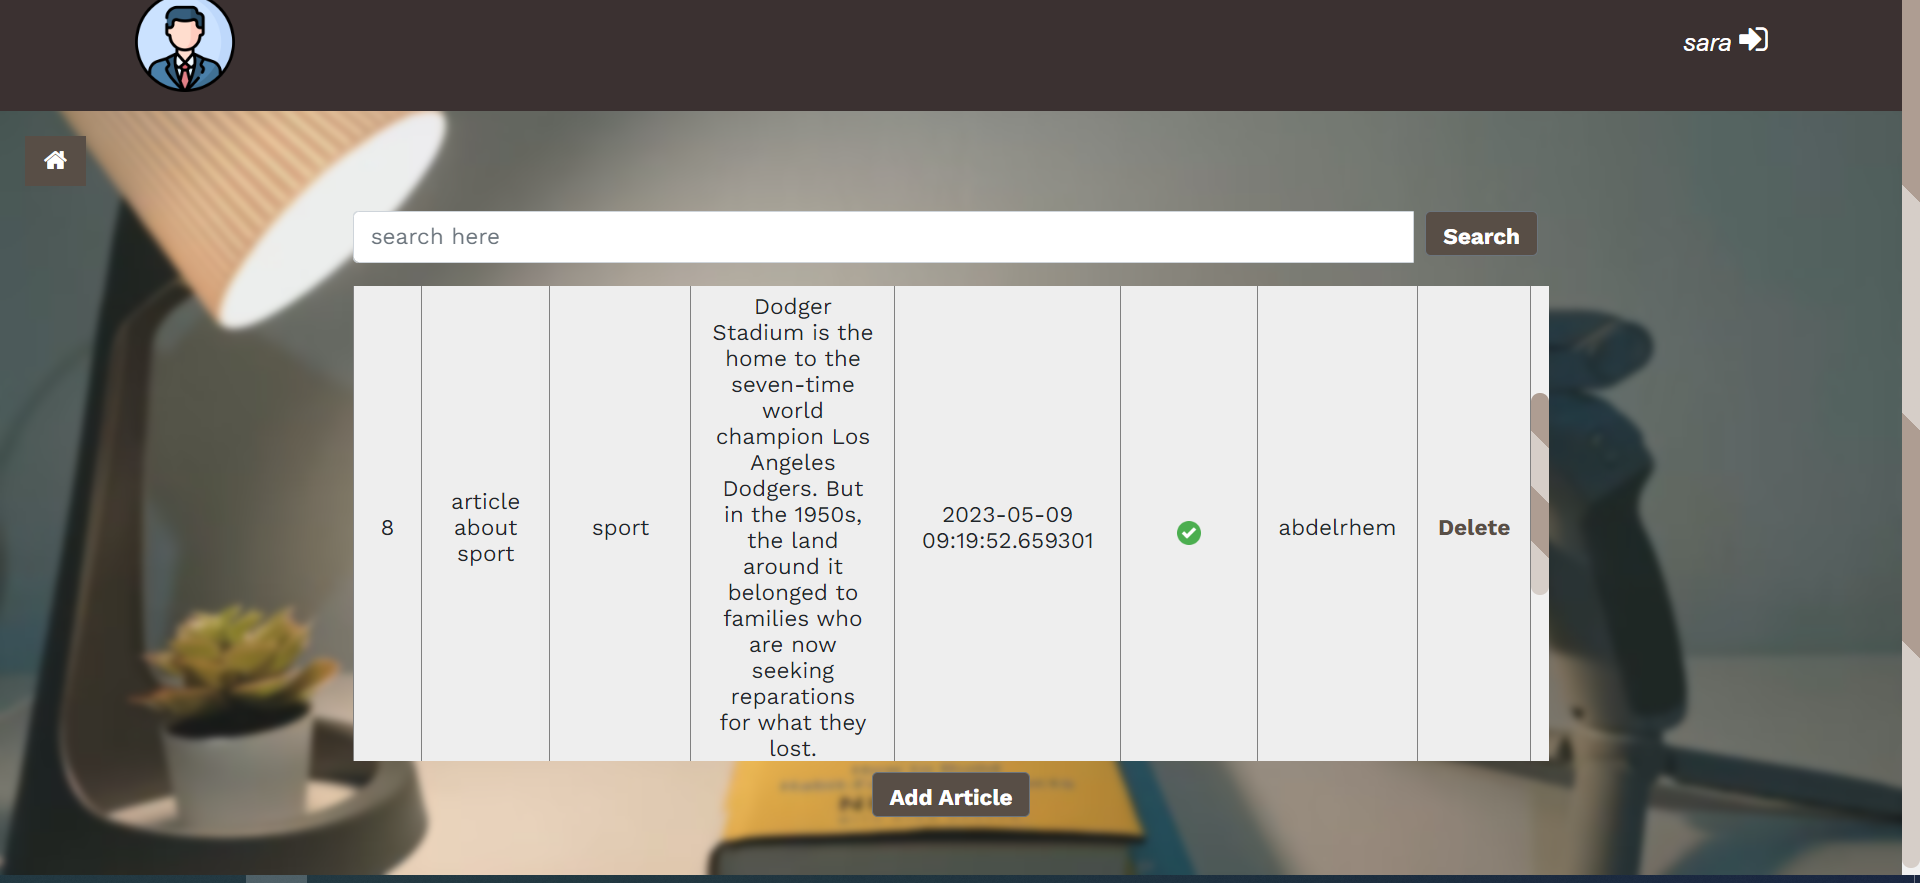 sara
search here
Search
8
article
about
sport
sport
Dodger
Stadium is the
home to the
seven-time
world
champion Los
Angeles
Dodgers. But
in the 1950s,
the land
around it
belonged to
families who
are now
seeking
reparations
for what they
lost.
2023-05-09
09:19:52.659301
abdelrhem
Delete
Add Article